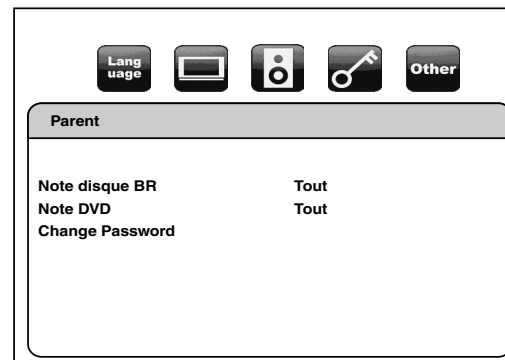 Lang
uage
Other
Parent
Note disque BR Tout
Note DVD Tout
Change Password